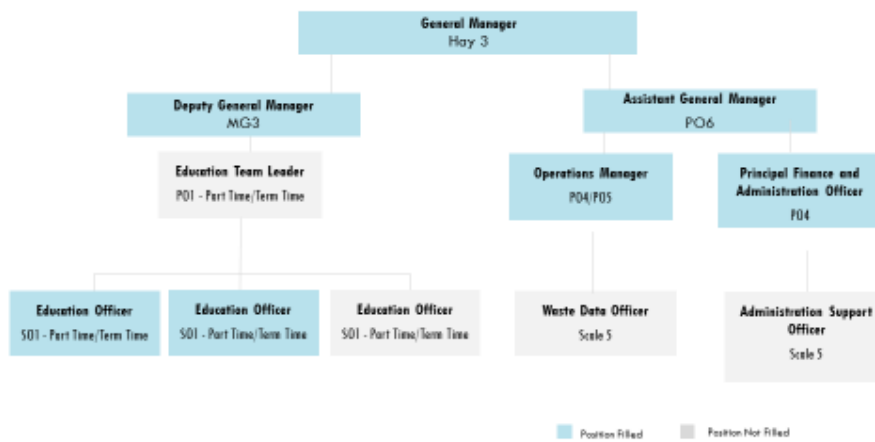 General Manager
Hay 3
Deputy General Manager
MG3
Assistant General Manager
PO6
Education Team Leader
PO1 - Part Time/Term Time
Operations Manager
PO4/PO5
Principal Finance and
Administration Officer
PO4
Education Officer
SO1 - Part Time/Term Time
Education Officer
SO1 - Part Time/Term Time
Education Officer
SO1 - Part Time/Term Time
Waste Data Officer
Scale 5
Administration Support
Officer
Scale 5
Position Filled
Position Not Filled